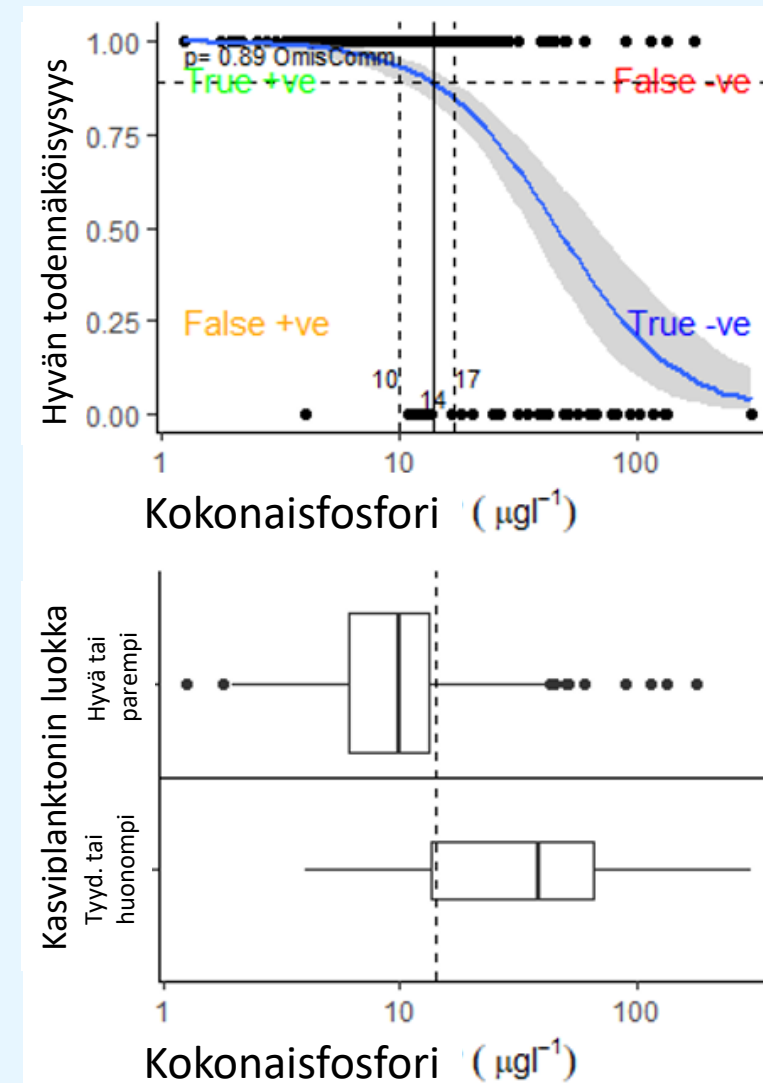 Hyvän todennäköisyysyys
1.00
0.75
0.50
0.25
0.00
p= 0.89 OmisComm
True +ve
False -ve
False +ve
True -ve
10
14
17
1
10
100
Kokonaisfosfori ( μgl⁻¹)
Kasviplanktonin luokka
Hyvä tai
parempi
Tyyd. tai
huonompi
1
10
100
Kokonaisfosfori ( μgl⁻¹)